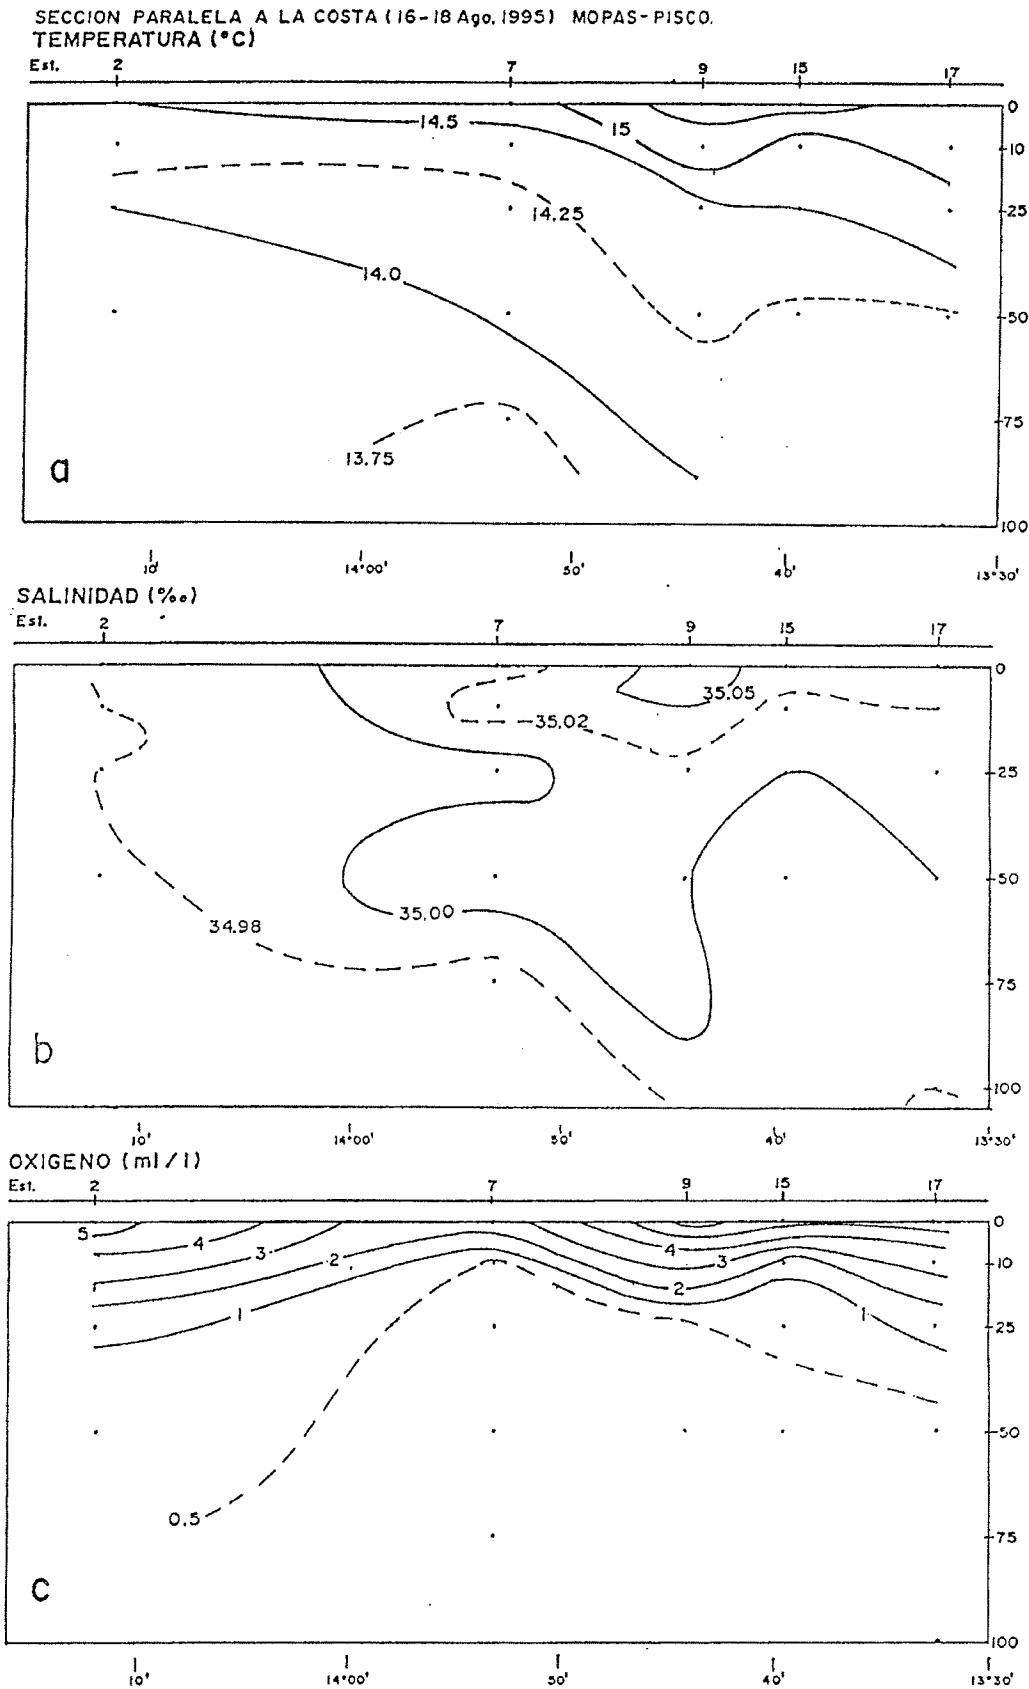 SECCION PARALELA A LA COSTA (16-18 Ago, 1995) MOPAS-PISCO.
TEMPERATURA (°C)
Est. 2 7 9 15 17
0
14.5
15
10
14.25
25
14.0
50
75
13.75
a
100
10' 14°00' 50' 40' 13°30'
SALINIDAD (‰)
Est. 2 7 9 15 17
0
35.05
35.02
25
50
35.00
34.98
75
b
100
10' 14°00' 50' 40' 13°30'
OXIGENO (ml/l)
Est. 2 7 9 15 17
5 0
4 4
3 2 3 10
2
1 1
25
50
0.5
75
c
100
10' 14°00' 50' 40' 13°30'